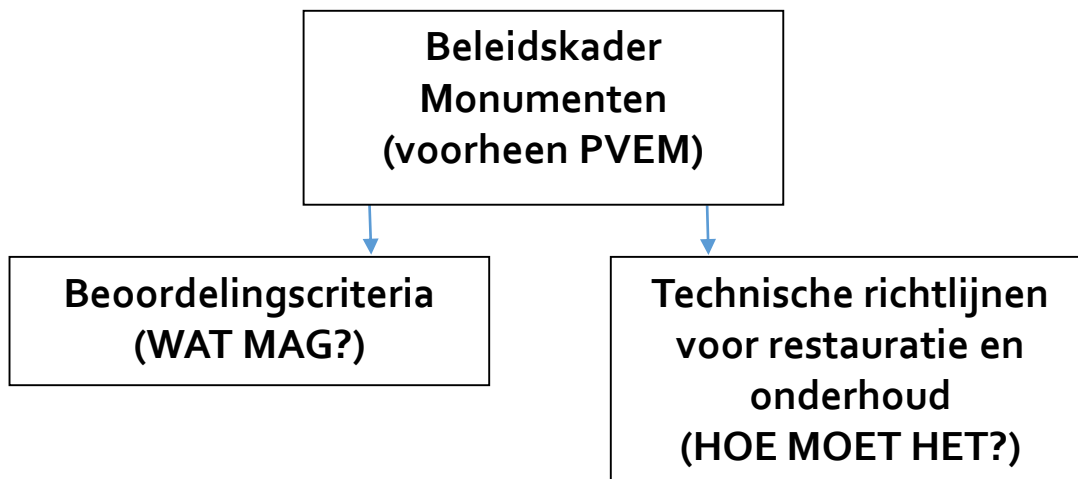 Beleidskader
Monumenten
(voorheen PVEM)
Beoordelingscriteria
(WAT MAG?)
Technische richtlijnen
voor restauratie en
onderhoud
(HOE MOET HET?)